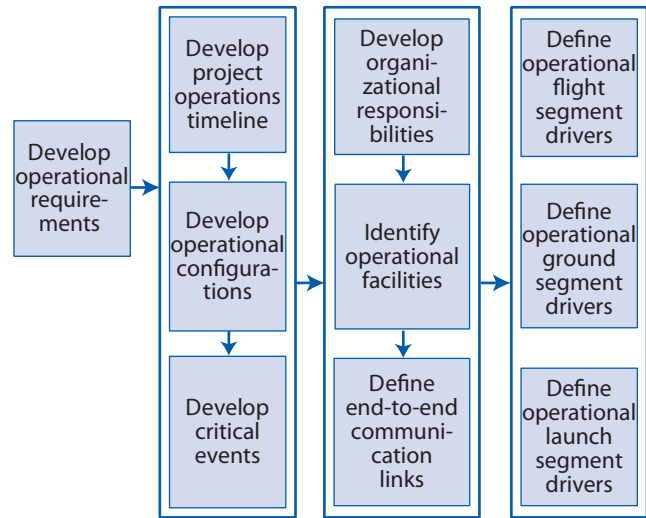 Develop
operational
require-
ments
Develop
project
operations
timeline
Develop
operational
configura-
tions
Develop
critical
events
Develop
organi-
zational
responsi-
bilities
Identify
operational
facilities
Define
end-to-end
communi-
cation
links
Define
operational
flight
segment
drivers
Define
operational
ground
segment
drivers
Define
operational
launch
segment
drivers